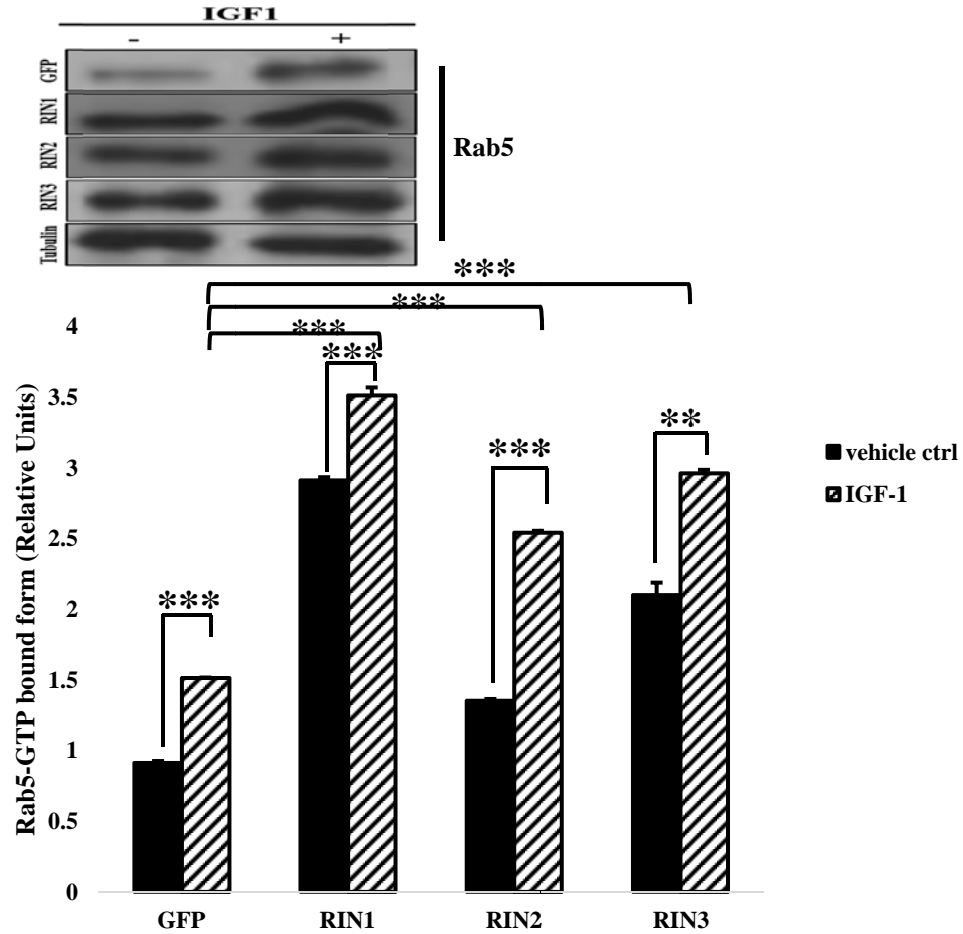 IGF1
- +
GFP
RIN1
RIN2
RIN3
Tubulin
Rab5
***
***
***
***
***
**
***
4
3.5
3
2.5
2
1.5
1
0.5
0
Rab5-GTP bound form (Relative Units)
vehicle ctrl
IGF-1
GFP RIN1 RIN2 RIN3